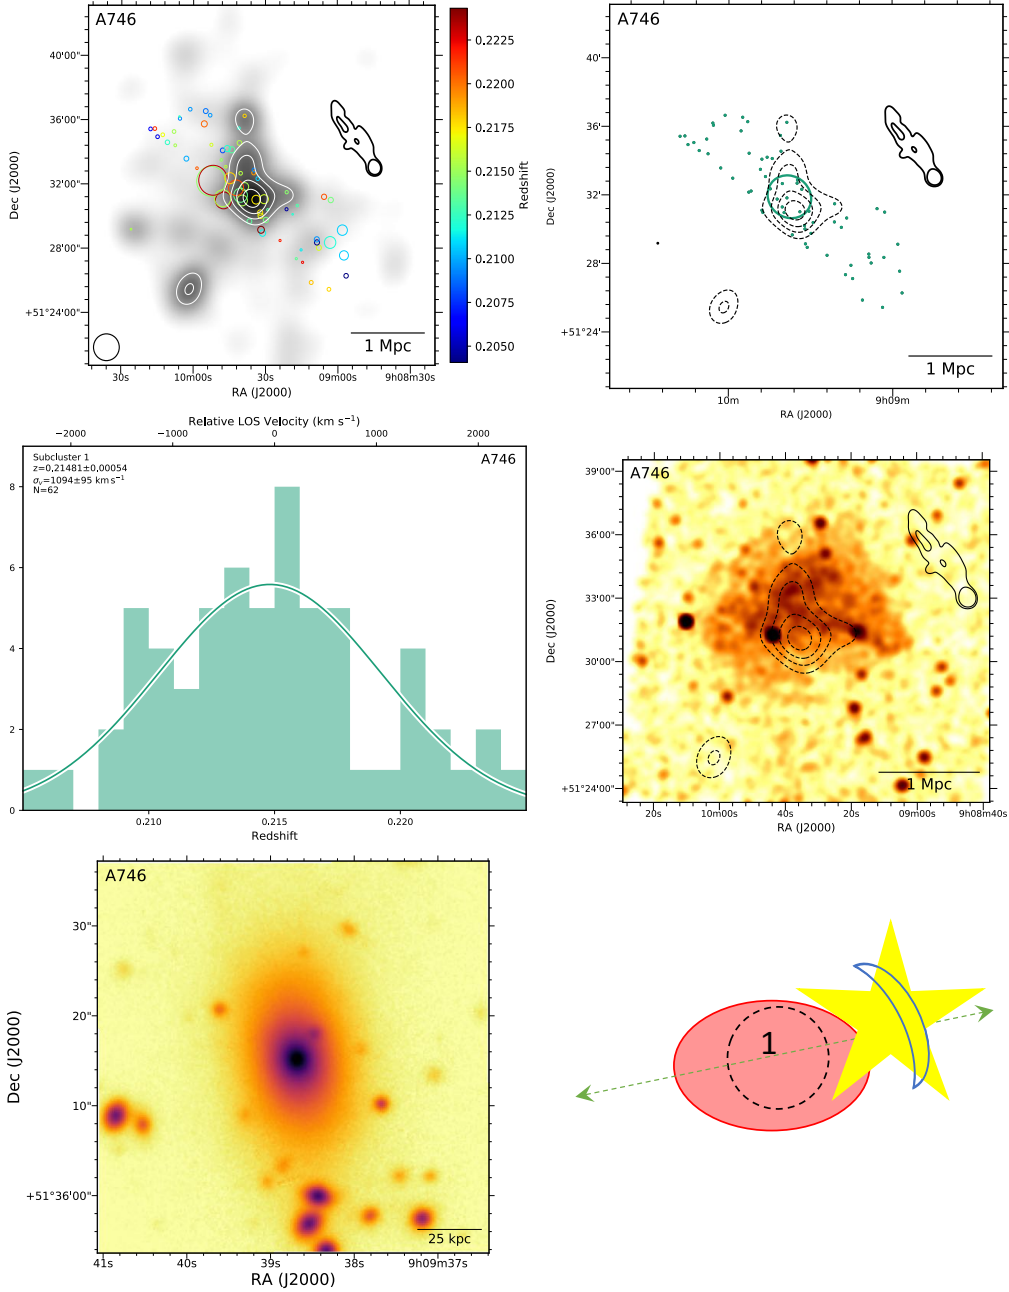 A746
40'00"
36'00"
32'00"
28'00"
+51°24'00"
Dec (J2000)
30s
10m00s
30s
09m00s
9h08m30s
RA (J2000)
1 Mpc
0.2225
0.2200
0.2175
0.2150
0.2125
0.2100
0.2075
0.2050
Redshift
A746
40'
36'
32'
28'
+51°24'
Dec (J2000)
10m
9h09m
RA (J2000)
1 Mpc
Relative LOS Velocity (km s⁻¹)
−2000
−1000
0
1000
2000
Subcluster 1
z=0.21481±0.00054
σᵥ=1094±95 km s⁻¹
N=62
A746
8
6
4
2
0
0.210
0.215
0.220
Redshift
A746
39'00"
36'00"
33'00"
30'00"
27'00"
+51°24'00"
Dec (J2000)
20s
10m00s
40s
20s
09m00s
9h08m40s
RA (J2000)
1 Mpc
A746
30"
20"
10"
+51°36'00"
Dec (J2000)
41s
40s
39s
38s
9h09m37s
RA (J2000)
25 kpc
1